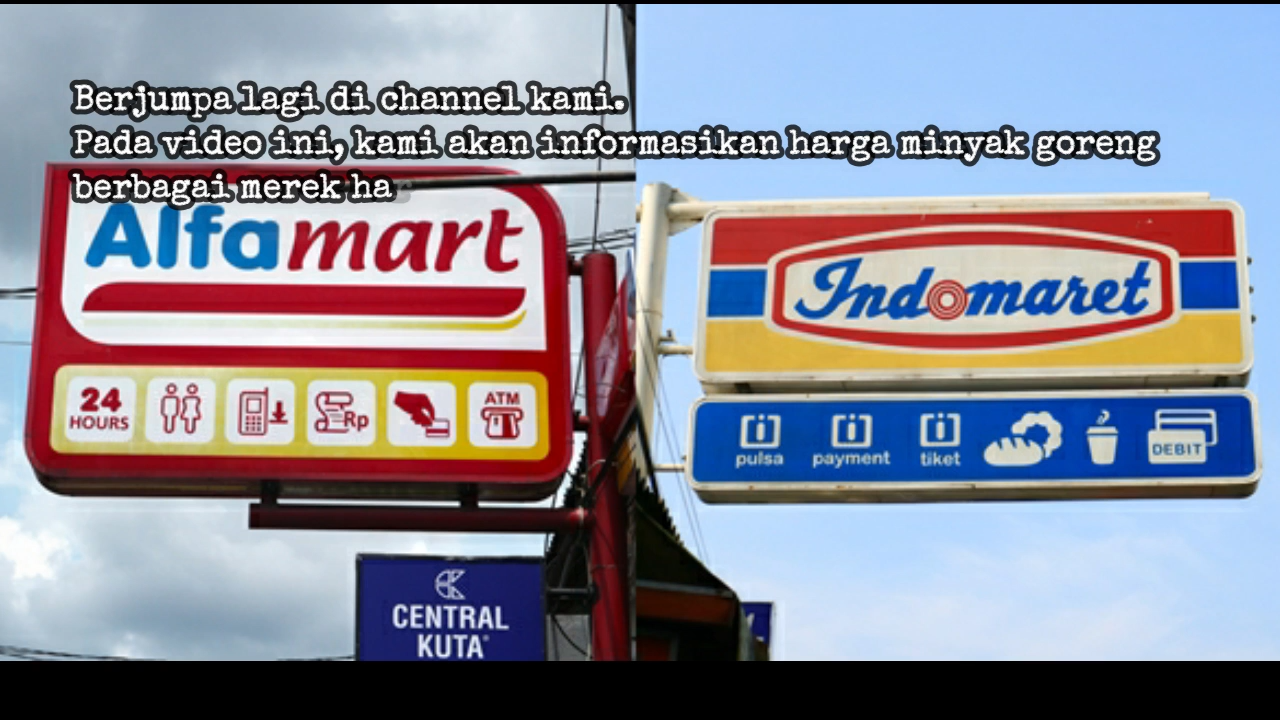 Berjumpa lagi di channel kami.
Pada video ini, kami akan informasikan harga minyak goreng
berbagai merek ha
Alfamart
24
HOURS
Rp
ATM
CENTRAL
KUTA
Indomaret
pulsa
payment
tiket
DEBIT